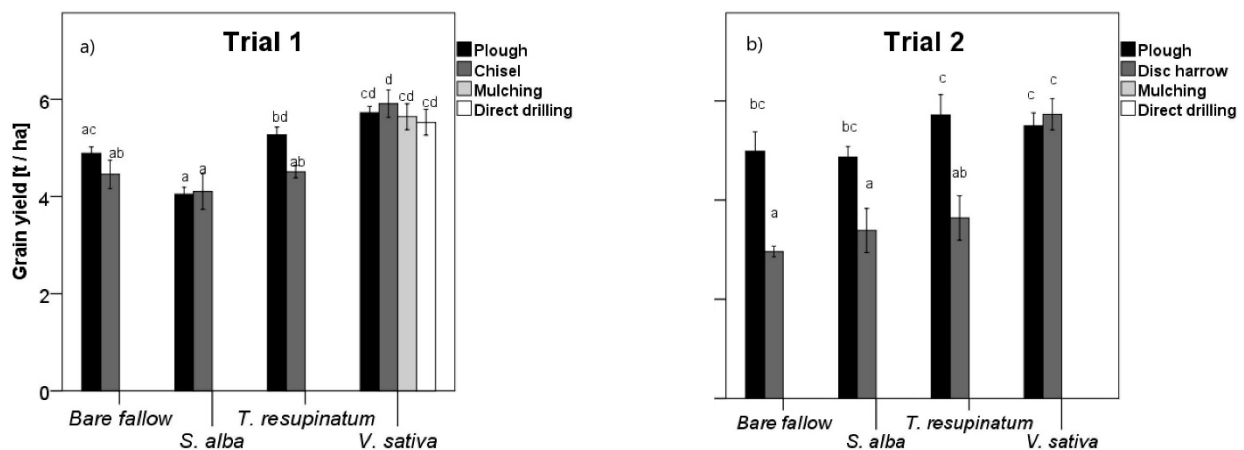 a)
Trial 1
Plough
Chisel
Mulching
Direct drilling
Grain yield [t / ha]
6
4
2
0
ac
ab
a
a
bd
ab
cd
d
cd
cd
Bare fallow
S. alba
T. resupinatum
V. sativa
b)
Trial 2
Plough
Disc harrow
Mulching
Direct drilling
bc
a
bc
a
c
ab
c
c
Bare fallow
S. alba
T. resupinatum
V. sativa